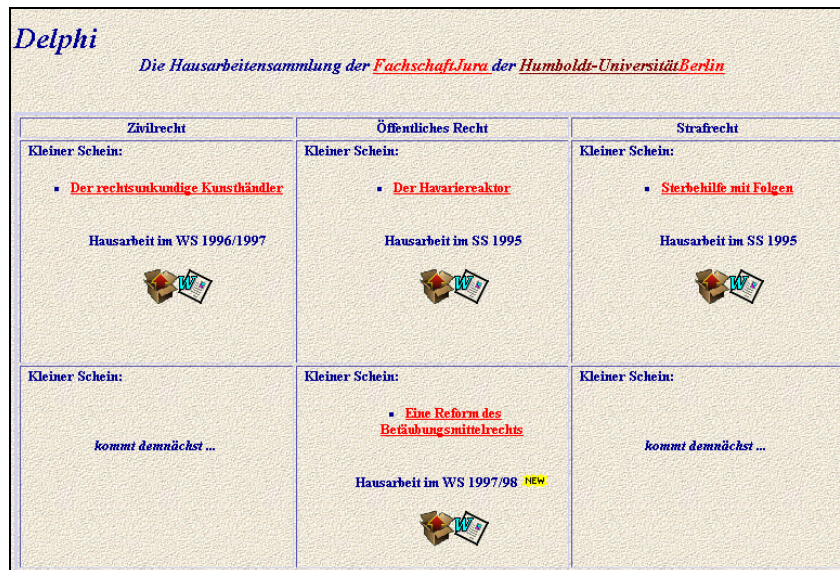 Delphi
Die Hausarbeitensammlung der FachschaftJura der Humboldt-UniversitätBerlin
Zivilrecht
Öffentliches Recht
Strafrecht
Kleiner Schein:
Der rechtsunkundige Kunsthändler
Hausarbeit im WS 1996/1997
W
Kleiner Schein:
Der Havariereaktor
Hausarbeit im SS 1995
W
Kleiner Schein:
Sterbehilfe mit Folgen
Hausarbeit im SS 1995
W
Kleiner Schein:
kommt demnächst ...
Kleiner Schein:
Eine Reform des
Betäubungsmittelrechts
Hausarbeit im WS 1997/98 NEW
W
Kleiner Schein:
kommt demnächst ...